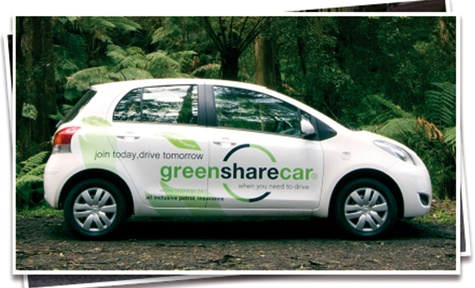 join today,drive tomorrow
greensharecar®
when you need to drive
all inclusive petrol, insurance